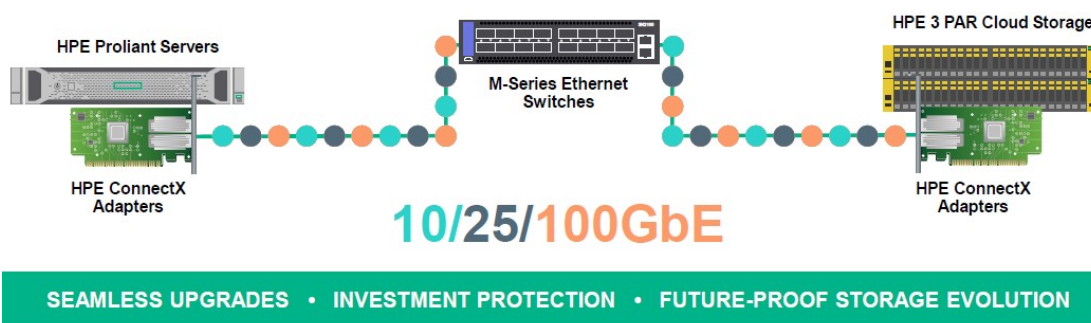 HPE Proliant Servers
M-Series Ethernet
Switches
HPE 3 PAR Cloud Storage
HPE ConnectX
Adapters
HPE ConnectX
Adapters
10/25/100GbE
SEAMLESS UPGRADES • INVESTMENT PROTECTION • FUTURE-PROOF STORAGE EVOLUTION